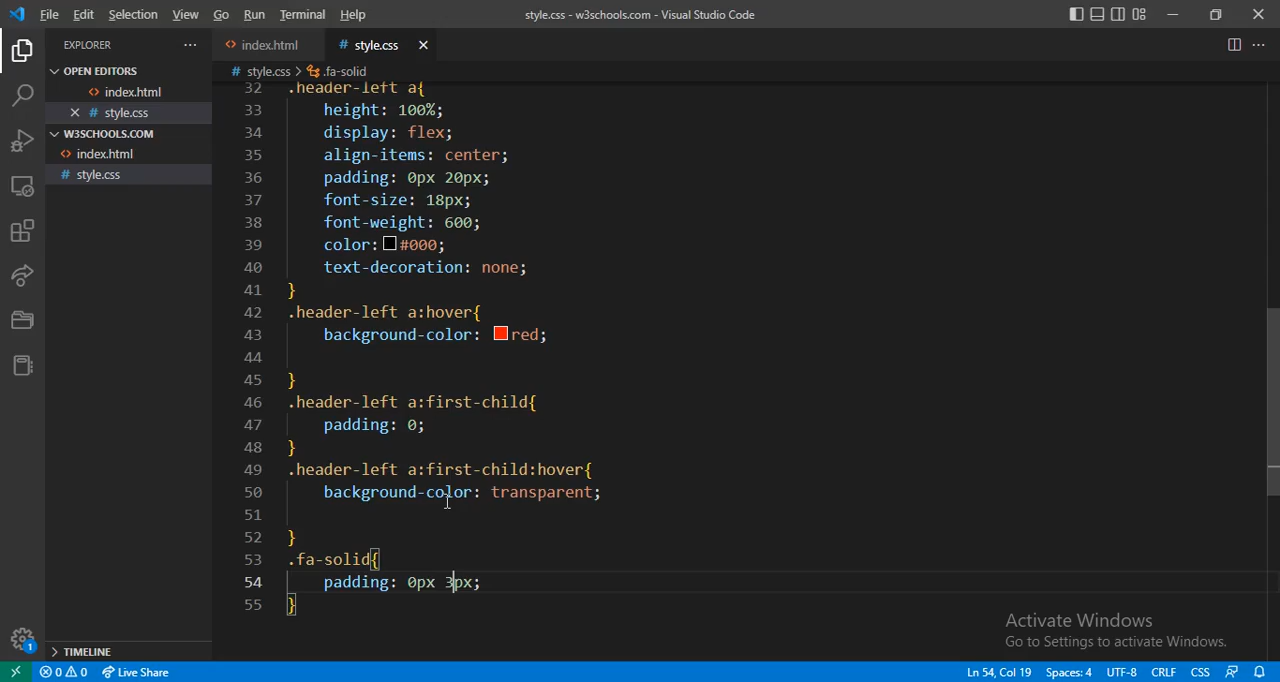 File Edit Selection View Go Run Terminal Help style.css - w3schools.com - Visual Studio Code
EXPLORER
index.html style.css
OPEN EDITORS
style.css > .fa-solid
index.html
style.css
W3SCHOOLS.COM
index.html
style.css
32 .header-left a{
33 height: 100%;
34 display: flex;
35 align-items: center;
36 padding: 0px 20px;
37 font-size: 18px;
38 font-weight: 600;
39 color: #000;
40 text-decoration: none;
41 }
42 .header-left a:hover{
43 background-color: red;
44
45 }
46 .header-left a:first-child{
47 padding: 0;
48 }
49 .header-left a:first-child:hover{
50 background-color: transparent;
51
52 }
53 .fa-solid{
54 padding: 0px 3px;
55 }
Activate Windows
Go to Settings to activate Windows.
1
TIMELINE
0 0 Live Share Ln 54, Col 19 Spaces: 4 UTF-8 CRLF CSS